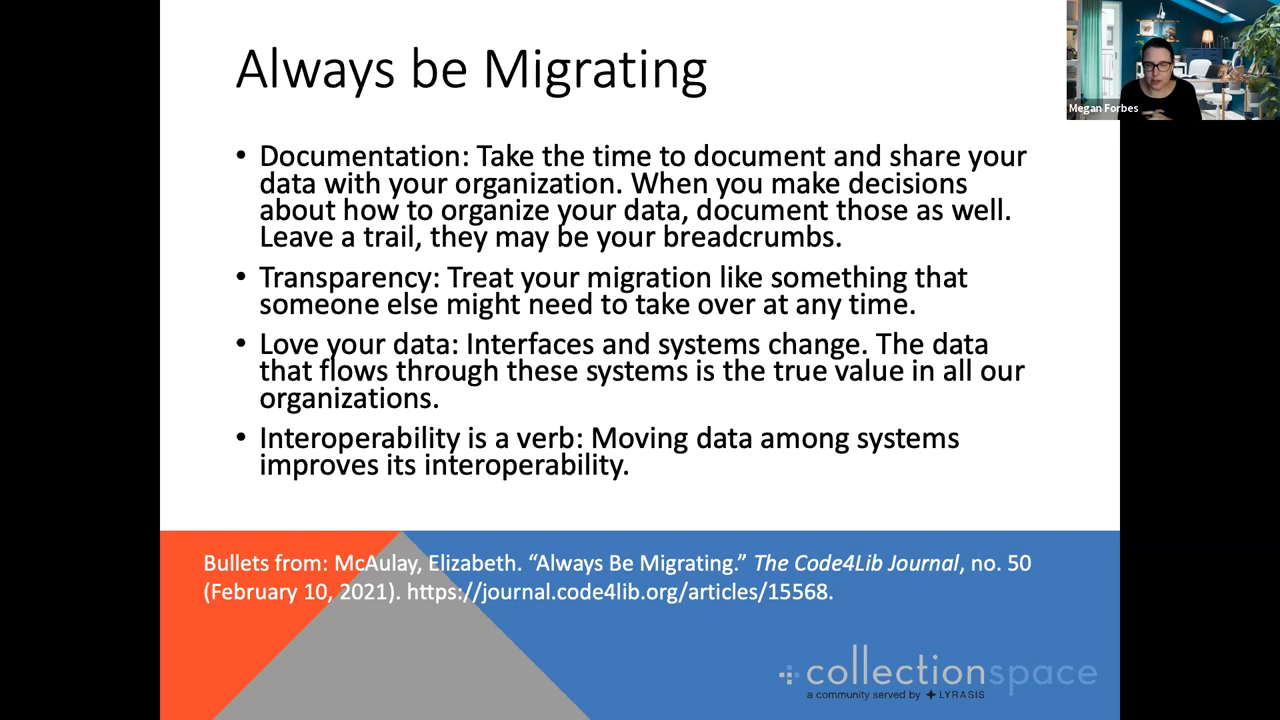 Always be Migrating
Megan Forbes
• Documentation: Take the time to document and share your
data with your organization. When you make decisions
about how to organize your data, document those as well.
Leave a trail, they may be your breadcrumbs.
• Transparency: Treat your migration like something that
someone else might need to take over at any time.
• Love your data: Interfaces and systems change. The data
that flows through these systems is the true value in all our
organizations.
• Interoperability is a verb: Moving data among systems
improves its interoperability.
Bullets from: McAulay, Elizabeth. “Always Be Migrating.” The Code4Lib Journal, no. 50
(February 10, 2021). https://journal.code4lib.org/articles/15568.
collectionspace
a community served by LYRASIS